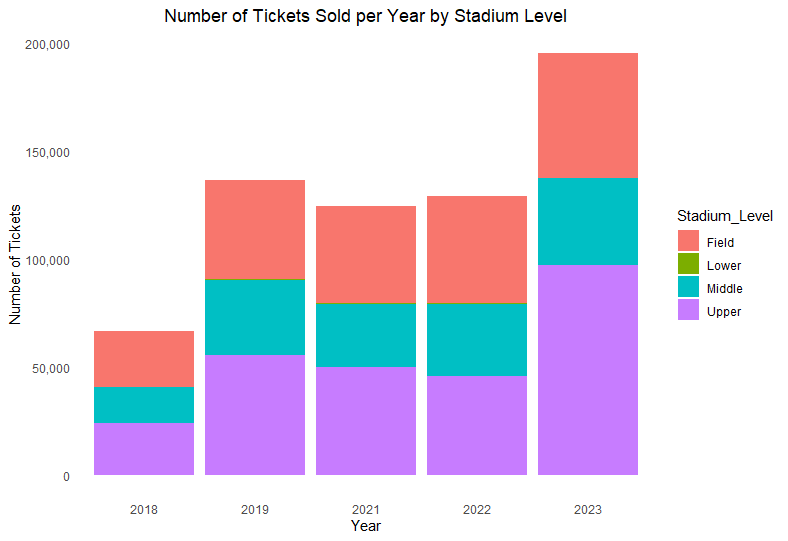 Number of Tickets Sold per Year by Stadium Level
Number of Tickets
200,000
150,000
100,000
50,000
0
2018 2019 2021 2022 2023
Year
Stadium_Level
Field
Lower
Middle
Upper